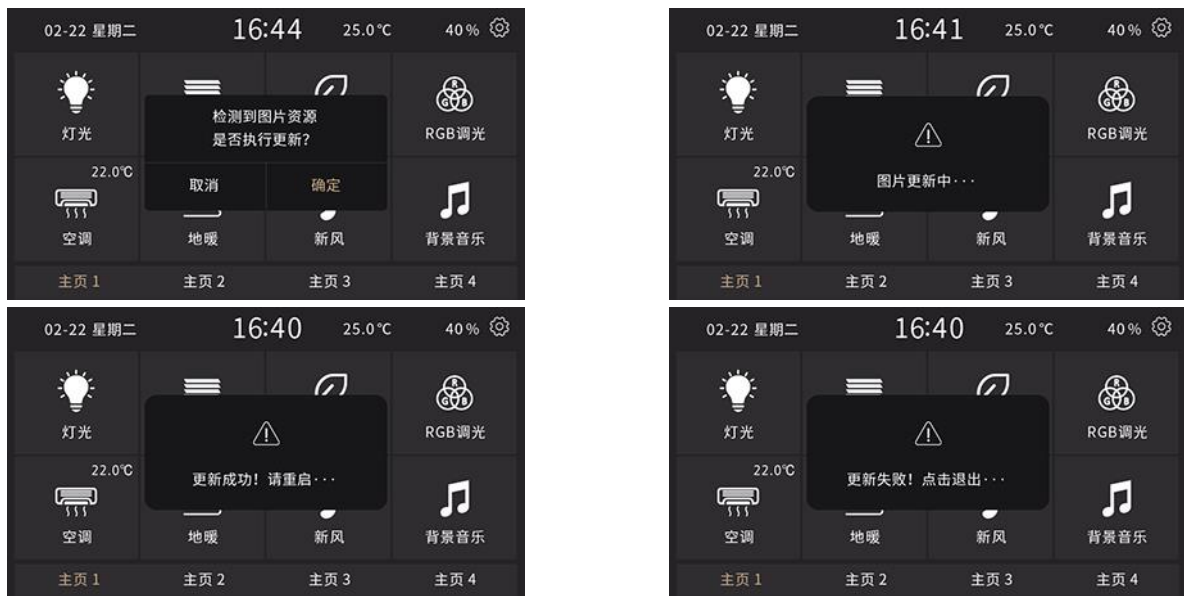 02-22 星期二 16:44 25.0℃ 40% 
检测到图片资源
是否执行更新?
取消 确定
灯光 RGB调光
22.0℃
空调 地暖 新风 背景音乐
主页 1 主页 2 主页 3 主页 4
02-22 星期二 16:41 25.0℃ 40%
R
G B
灯光 RGB调光
图片更新中···
22.0℃
空调 地暖 新风 背景音乐
主页 1 主页 2 主页 3 主页 4
02-22 星期二 16:40 25.0℃ 40%
R
G B
灯光 RGB调光
更新成功! 请重启···
22.0℃
空调 地暖 新风 背景音乐
主页 1 主页 2 主页 3 主页 4
02-22 星期二 16:40 25.0℃ 40%
R
G B
灯光 RGB调光
更新失败! 点击退出···
22.0℃
空调 地暖 新风 背景音乐
主页 1 主页 2 主页 3 主页 4